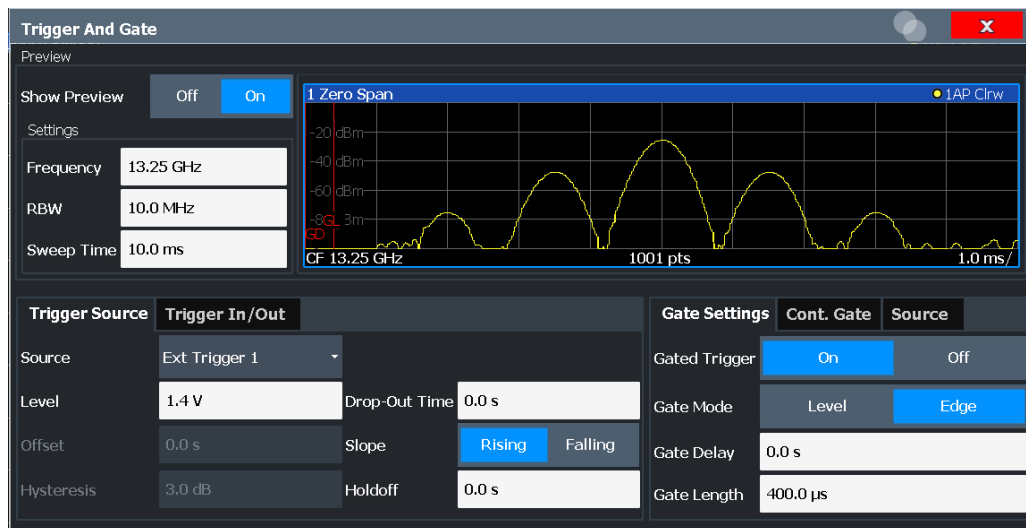 Trigger And Gate
X
Preview
Show Preview Off On
Settings
Frequency 13.25 GHz
RBW 10.0 MHz
Sweep Time 10.0 ms
1 Zero Span 1AP Clrw
-20 dBm
-40 dBm
-60 dBm
GL
GD
CF 13.25 GHz 1001 pts 1.0 ms/
Trigger Source Trigger In/Out
Source Ext Trigger 1
Level 1.4 V Drop-Out Time 0.0 s
Offset 0.0 s Slope Rising Falling
Hysteresis 3.0 dB Holdoff 0.0 s
Gate Settings Cont. Gate Source
Gated Trigger On Off
Gate Mode Level Edge
Gate Delay 0.0 s
Gate Length 400.0 µs